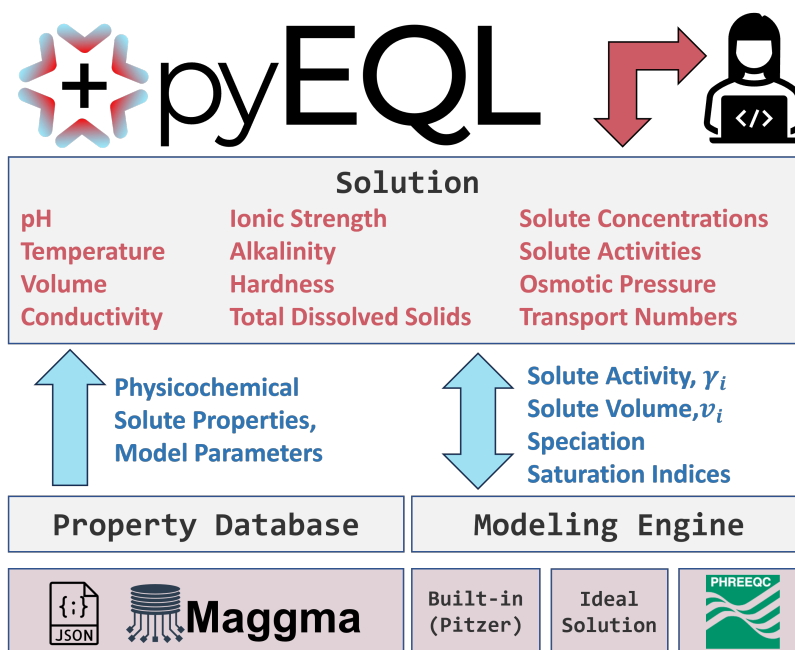 +pyEQL
</>
Solution
pH
Temperature
Volume
Conductivity
Ionic Strength
Alkalinity
Hardness
Total Dissolved Solids
Solute Concentrations
Solute Activities
Osmotic Pressure
Transport Numbers
Physicochemical
Solute Properties,
Model Parameters
Solute Activity, γᵢ
Solute Volume,υᵢ
Speciation
Saturation Indices
Property Database
Modeling Engine
{;}
JSON
Maggma
Built-in
(Pitzer)
Ideal
Solution
PHREEQC